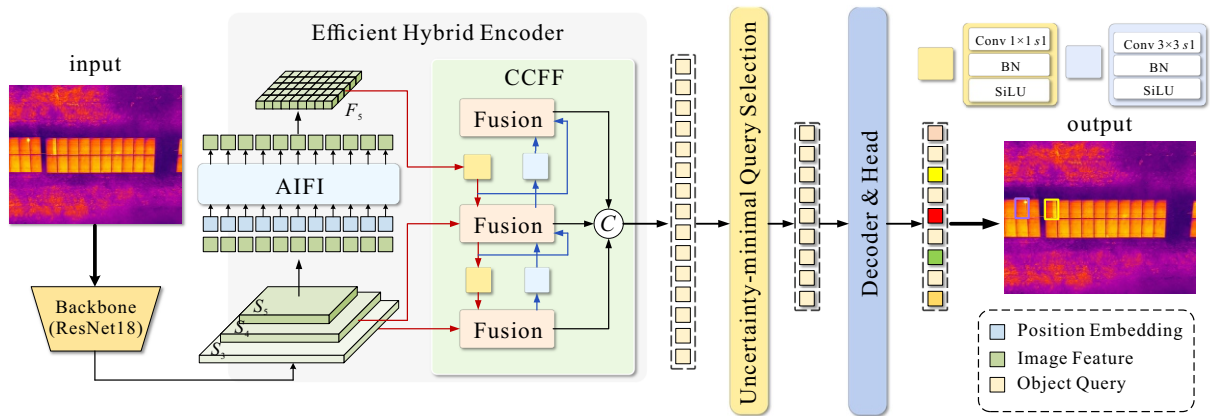 Efficient Hybrid Encoder
input
CCFF
F5
AIFI
Fusion
Fusion
Fusion
C
S5
S4
S3
Backbone
(ResNet18)
Uncertainty-minimal Query Selection
Decoder & Head
Conv 1×1 s1
BN
SiLU
Conv 3×3 s1
BN
SiLU
output
Position Embedding
Image Feature
Object Query